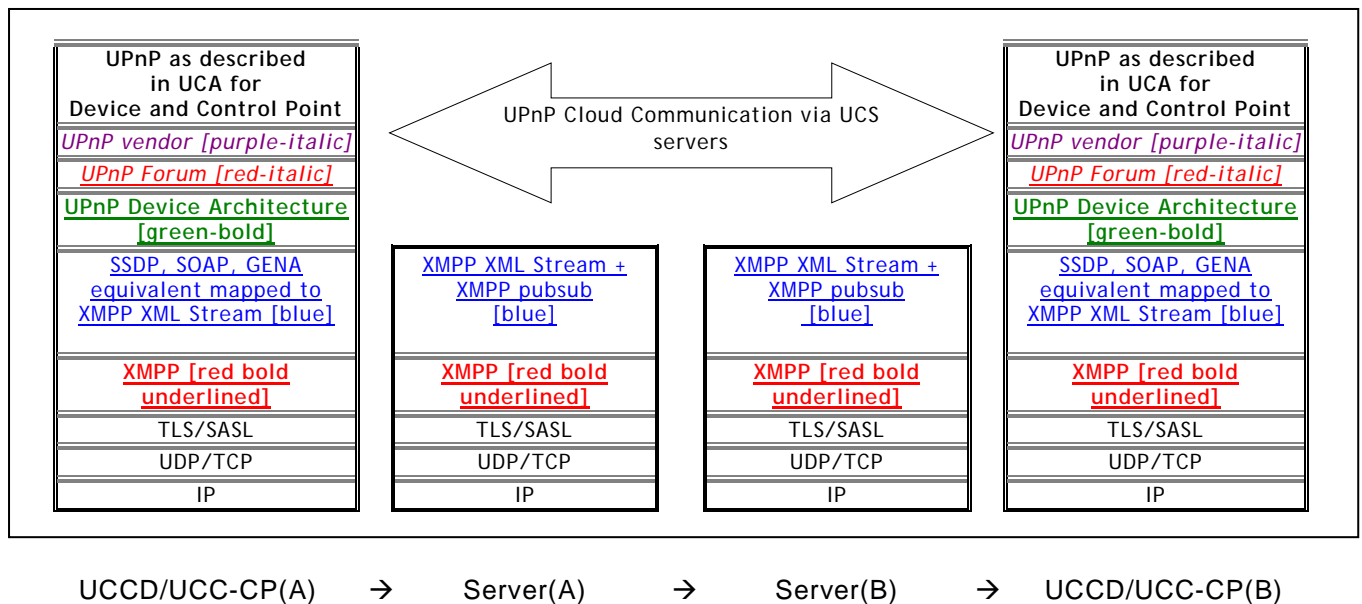 UPnP as described
in UCA for
Device and Control Point
UPnP vendor [purple-italic]
UPnP Forum [red-italic]
UPnP Device Architecture
[green-bold]
SSDP, SOAP, GENA
equivalent mapped to
XMPP XML Stream [blue]
XMPP [red bold
underlined]
TLS/SASL
UDP/TCP
IP
UPnP Cloud Communication via UCS
servers
XMPP XML Stream +
XMPP pubsub
[blue]
XMPP [red bold
underlined]
TLS/SASL
UDP/TCP
IP
XMPP XML Stream +
XMPP pubsub
[blue]
XMPP [red bold
underlined]
TLS/SASL
UDP/TCP
IP
UPnP as described
in UCA for
Device and Control Point
UPnP vendor [purple-italic]
UPnP Forum [red-italic]
UPnP Device Architecture
[green-bold]
SSDP, SOAP, GENA
equivalent mapped to
XMPP XML Stream [blue]
XMPP [red bold
underlined]
TLS/SASL
UDP/TCP
IP
UCCD/UCC-CP(A) → Server(A) → Server(B) → UCCD/UCC-CP(B)